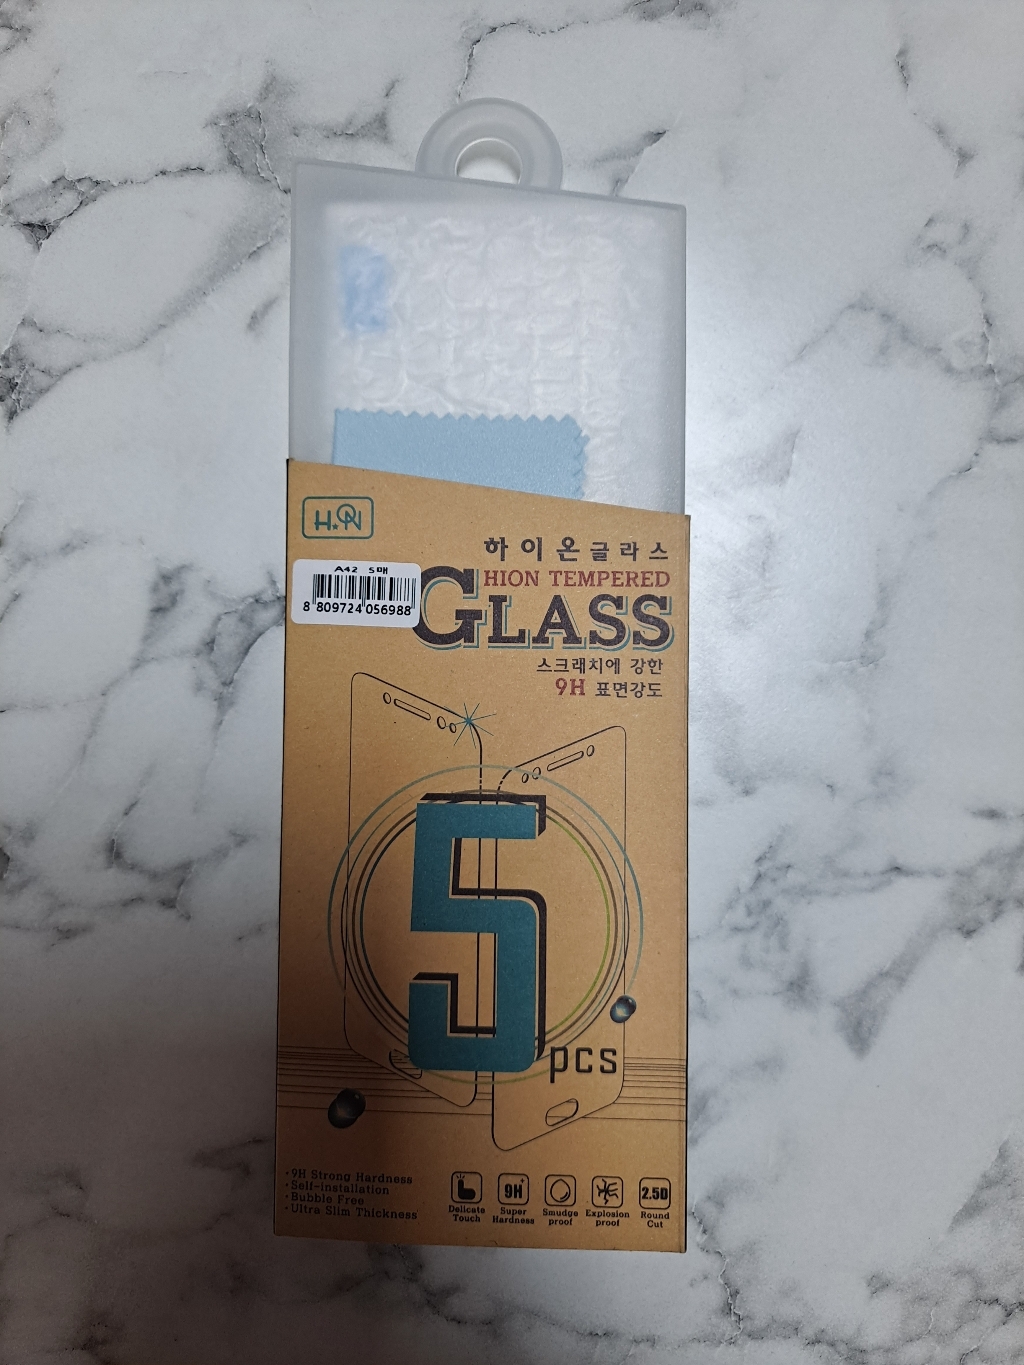 H.ON
하이온글라스
HION TEMPERED
GLASS
A42 5매
8 809724 056988
스크래치에 강한
9H 표면강도
5
pcs
· 9H Strong Hardness
· Self-installation
· Bubble Free
· Ultra Slim Thickness
9H+
2.5D
Delicate Touch
Super Hardness
Smudge proof
Explosion proof
Round Cut